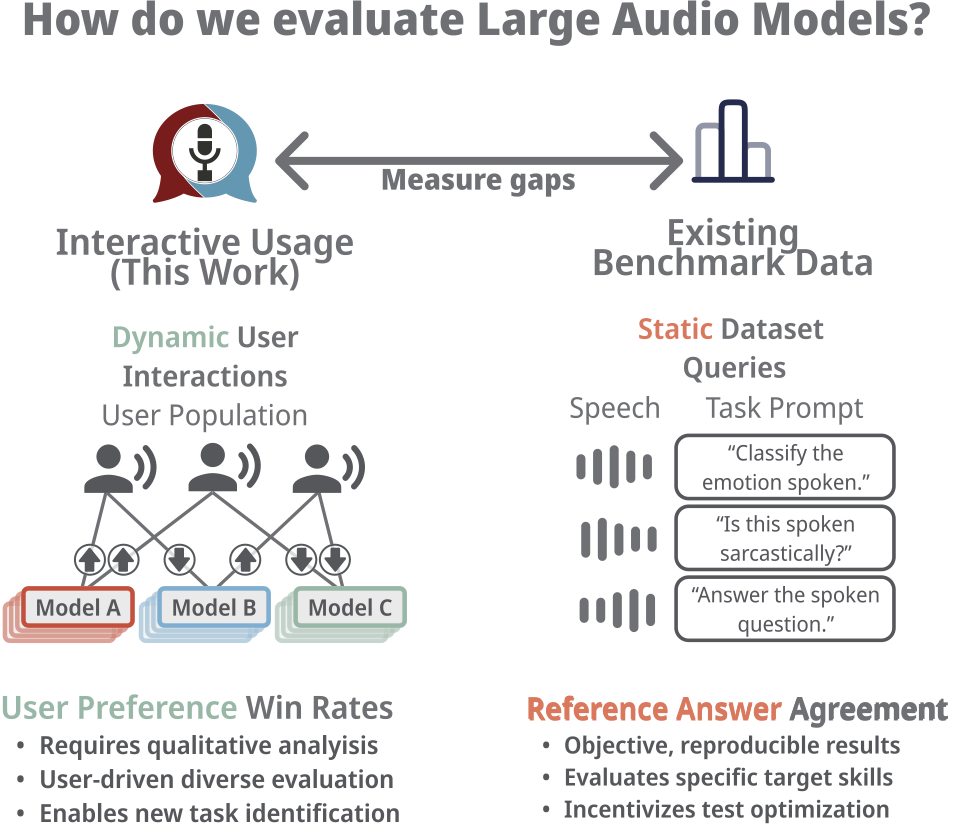 How do we evaluate Large Audio Models?
Measure gaps
Interactive Usage
(This Work)
Dynamic User
Interactions
User Population
Model A
Model B
Model C
User Preference Win Rates
• Requires qualitative analyisis
• User-driven diverse evaluation
• Enables new task identification
Existing
Benchmark Data
Static Dataset
Queries
Speech
Task Prompt
“Classify the
emotion spoken.”
“Is this spoken
sarcastically?”
“Answer the spoken
question.”
Reference Answer Agreement
• Objective, reproducible results
• Evaluates specific target skills
• Incentivizes test optimization